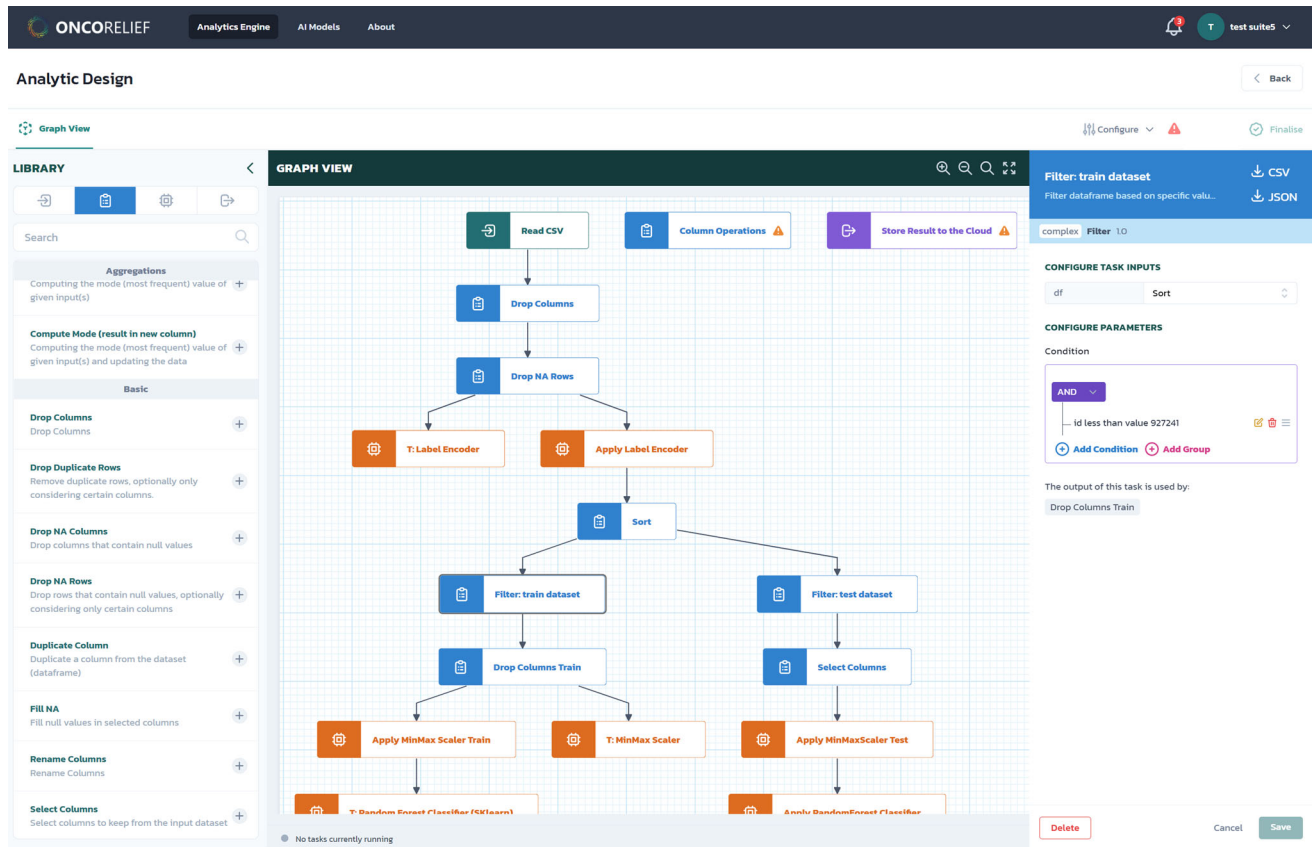 ONCORELIEF
Analytics Engine
AI Models
About
3
T
test suite5
Analytic Design
Back
Graph View
Configure
Finalise
LIBRARY
Search
Aggregations
Computing the mode (most frequent) value of
given input(s)
Compute Mode (result in new column)
Computing the mode (most frequent) value of
given input(s) and updating the data
Basic
Drop Columns
Drop Columns
Drop Duplicate Rows
Remove duplicate rows, optionally only
considering certain columns.
Drop NA Columns
Drop columns that contain null values
Drop NA Rows
Drop rows that contain null values, optionally
considering only certain columns
Duplicate Column
Duplicate a column from the dataset
(dataframe)
Fill NA
Fill null values in selected columns
Rename Columns
Rename Columns
Select Columns
Select columns to keep from the input dataset
GRAPH VIEW
Read CSV
Column Operations
Store Result to the Cloud
Drop Columns
Drop NA Rows
T: Label Encoder
Apply Label Encoder
Sort
Filter: train dataset
Filter: test dataset
Drop Columns Train
Select Columns
Apply MinMax Scaler Train
T: MinMax Scaler
Apply MinMaxScaler Test
T: Random Forest Classifier (SKlearn)
Apply RandomForest Classifier
No tasks currently running
Filter: train dataset
Filter dataframe based on specific valu...
CSV
JSON
complex Filter 1.0
CONFIGURE TASK INPUTS
df
Sort
CONFIGURE PARAMETERS
Condition
AND
id less than value 927241
Add Condition
Add Group
The output of this task is used by:
Drop Columns Train
Delete
Cancel
Save